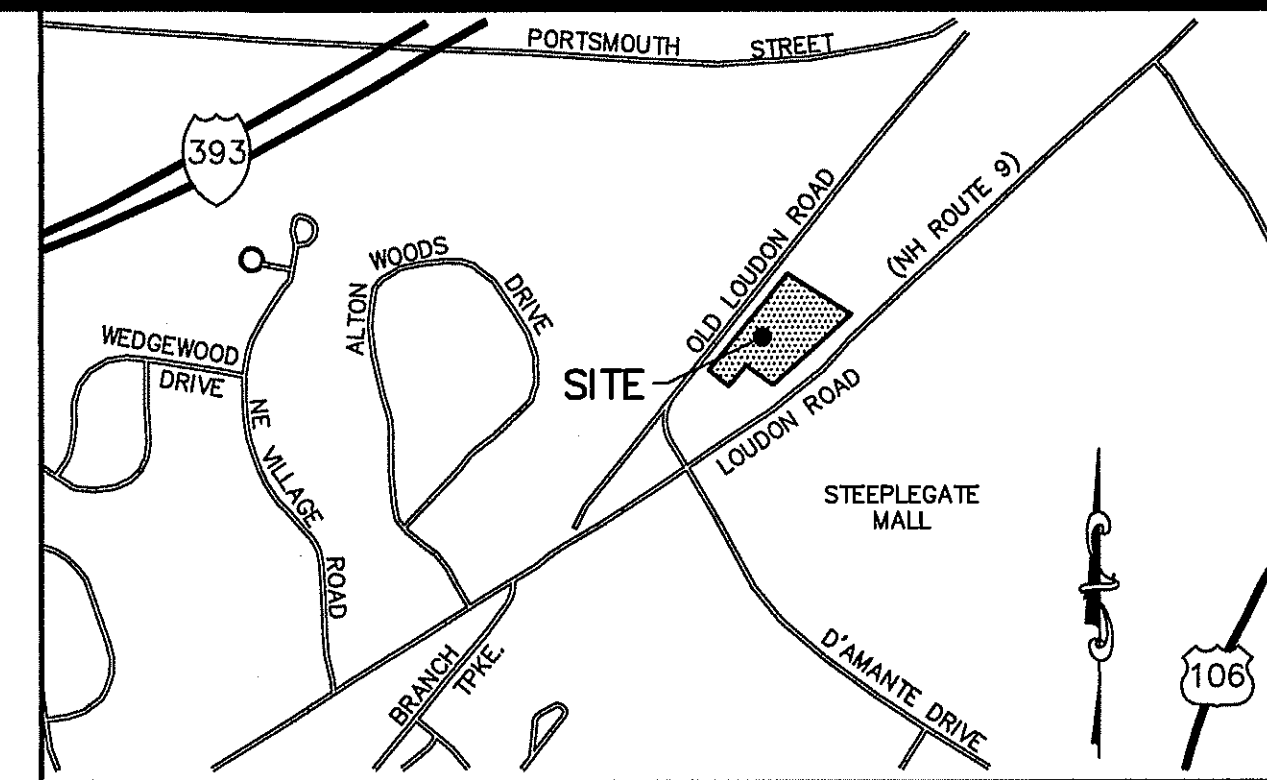 PORTSMOUTH STREET
393
OLD LOUDON ROAD
(NH ROUTE 9)
ALTON WOODS DRIVE
WEDGEWOOD
DRIVE
SITE
NE VILLAGE ROAD
LOUDON ROAD
STEEPLEGATE
MALL
BRANCH
TPKE.
D'AMANTE DRIVE
106